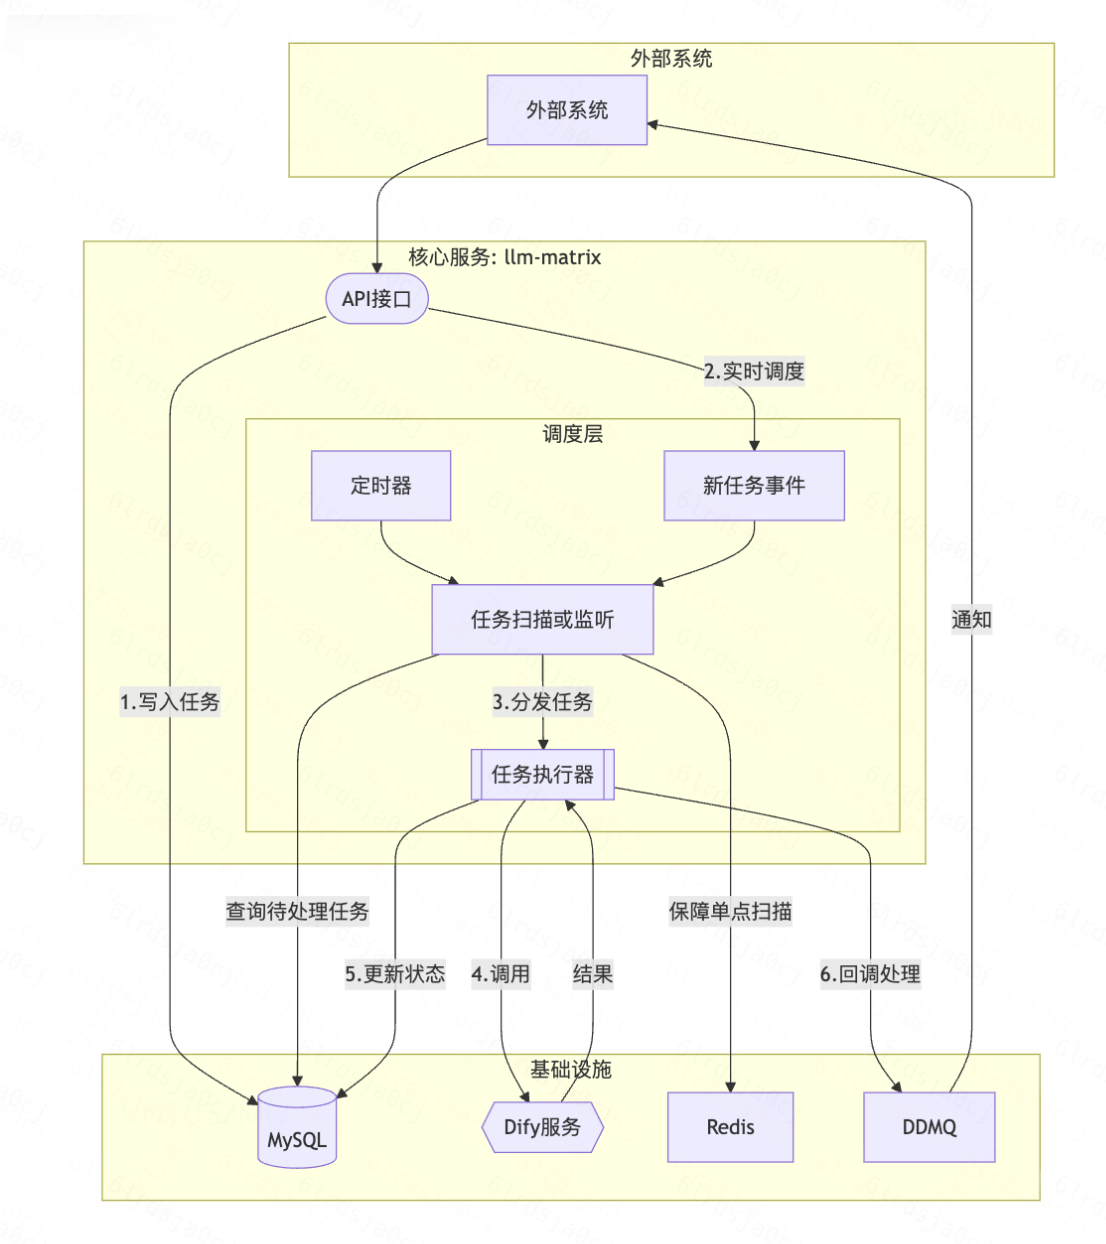 外部系统
外部系统
核心服务: llm-matrix
API接口
2.实时调度
调度层
定时器
新任务事件
任务扫描或监听
通知
1.写入任务
3.分发任务
任务执行器
查询待处理任务
保障单点扫描
5.更新状态
4.调用
结果
6.回调处理
基础设施
MySQL
Dify服务
Redis
DDMQ